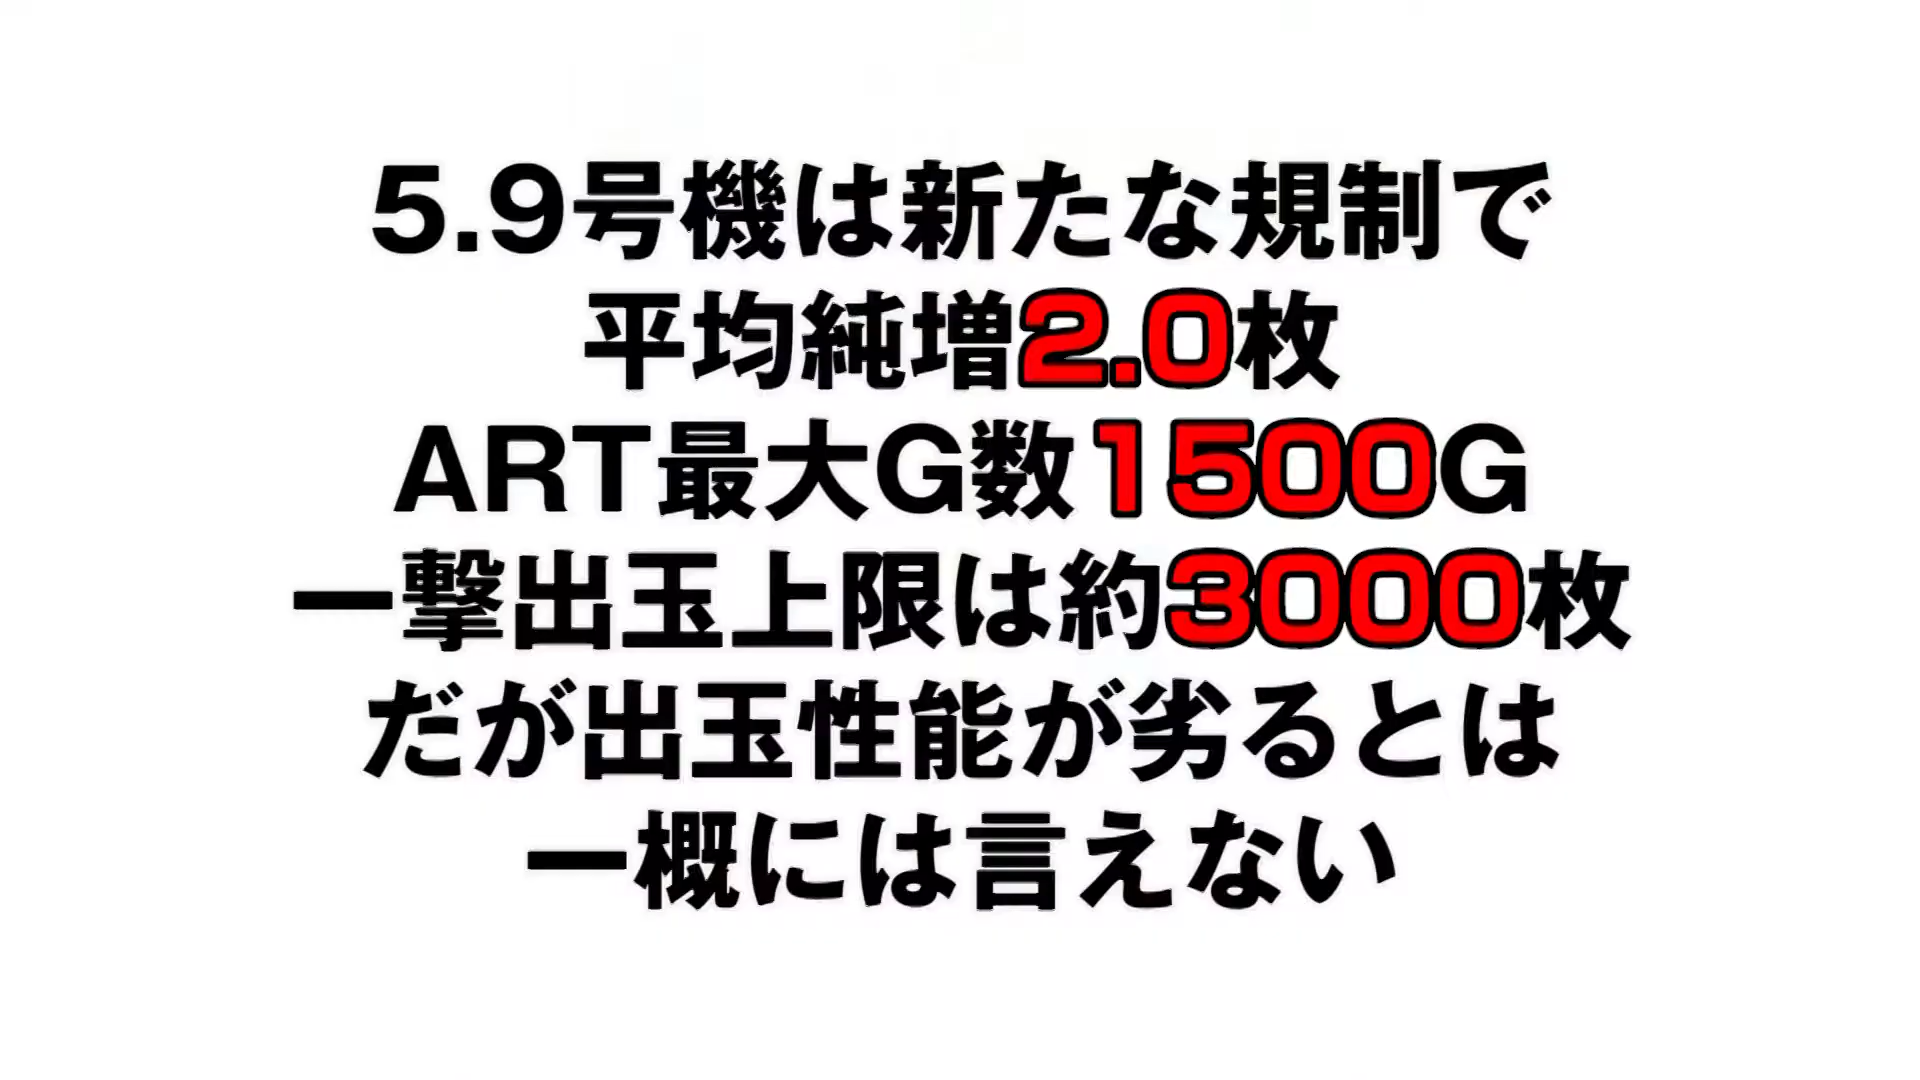 5.9号機は新たな規制で
平均純増2.0枚
ART最大G数1500G
一撃出玉上限は約3000枚
だが出玉性能が劣るとは
一概には言えない